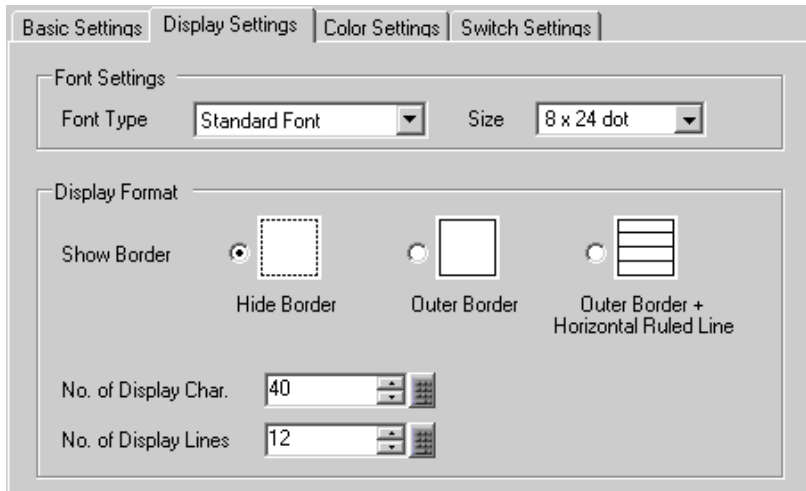 Basic Settings Display Settings Color Settings Switch Settings
Font Settings
Font Type Standard Font Size 8 x 24 dot
Display Format
Show Border
Hide Border Outer Border Outer Border +
Horizontal Ruled Line
No. of Display Char. 40
No. of Display Lines 12